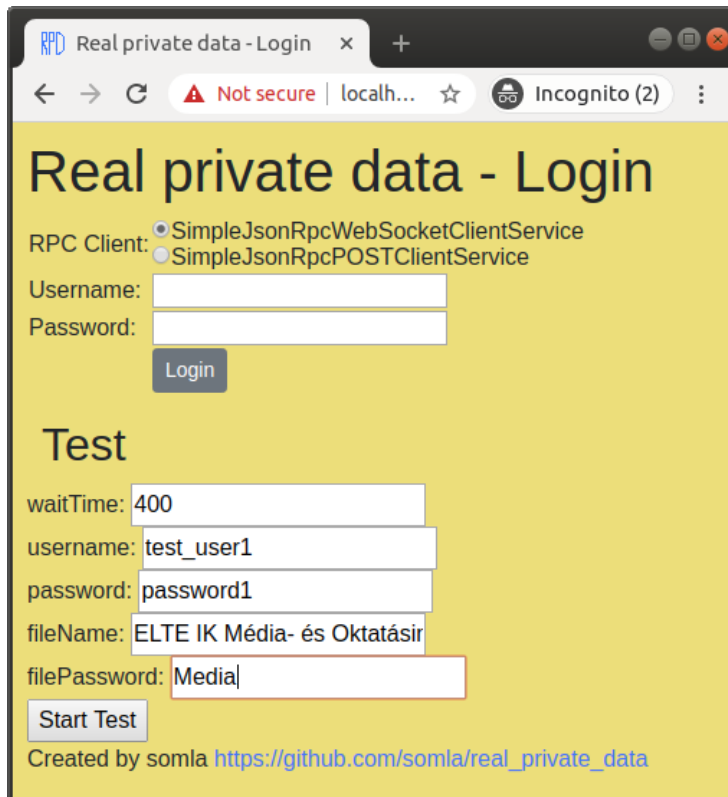 RPD Real private data - Login
Not secure localh... Incognito (2)
Real private data - Login
RPC Client: SimpleJsonRpcWebSocketClientService
SimpleJsonRpcPOSTClientService
Username:
Password:
Login
Test
waitTime: 400
username: test_user1
password: password1
fileName: ELTE IK Média- és Oktatásir
filePassword: Media
Start Test
Created by somla https://github.com/somla/real_private_data